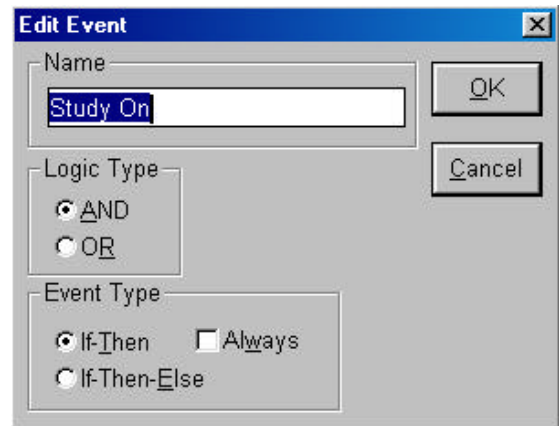 Edit Event
Name
Study On
OK
Cancel
Logic Type
AND
OR
Event Type
If-Then
Always
If-Then-Else